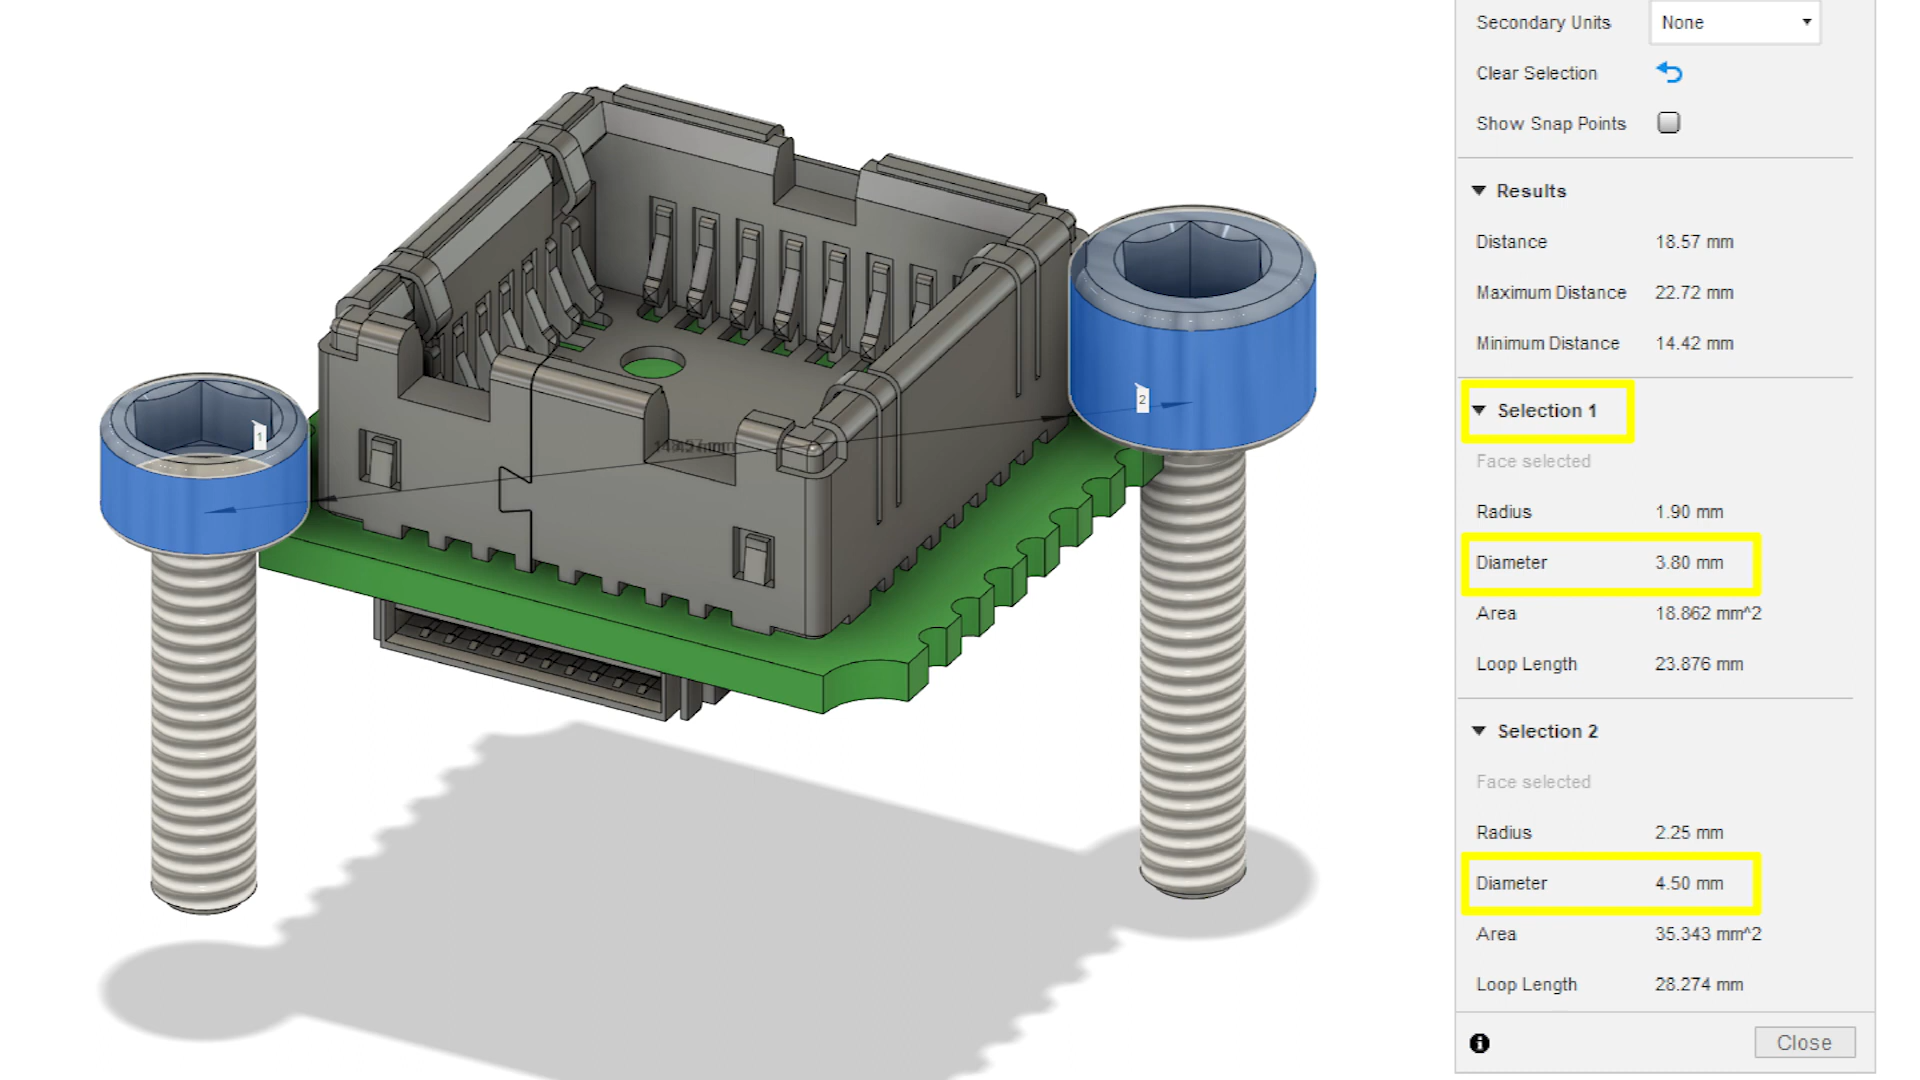 Secondary Units None
Clear Selection
Show Snap Points
Results
Distance 18.57 mm
Maximum Distance 22.72 mm
Minimum Distance 14.42 mm
Selection 1
Face selected
Radius 1.90 mm
Diameter 3.80 mm
Area 18.862 mm^2
Loop Length 23.876 mm
Selection 2
Face selected
Radius 2.25 mm
Diameter 4.50 mm
Area 35.343 mm^2
Loop Length 28.274 mm
Close
1
2